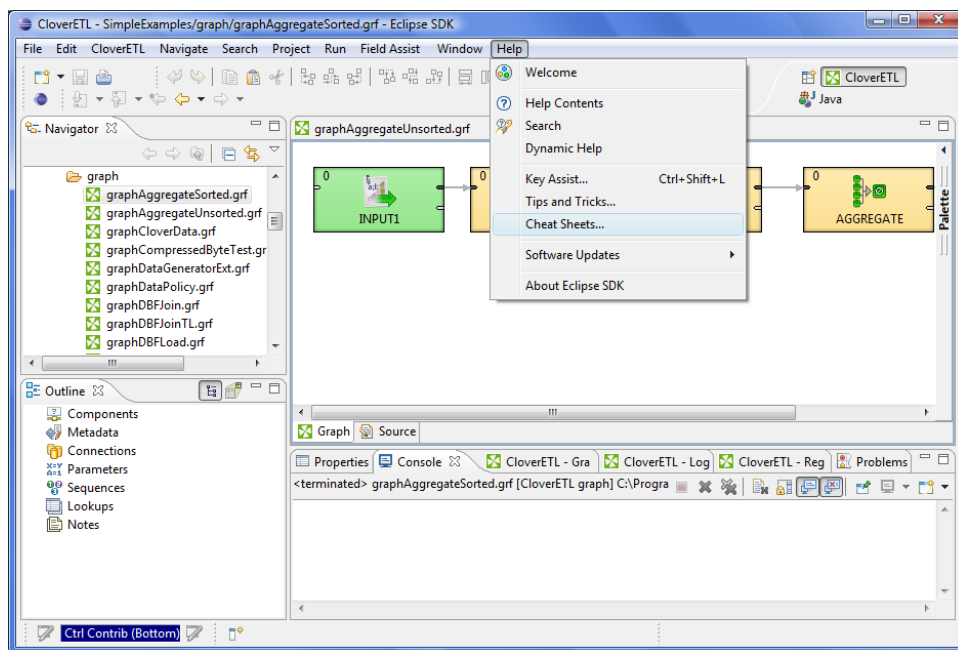 CloverETL - SimpleExamples/graph/graphAggregateSorted.grf - Eclipse SDK
File Edit CloverETL Navigate Search Project Run Field Assist Window Help
CloverETL
Java
Navigator
graph
graphAggregateSorted.grf
graphAggregateUnsorted.grf
graphCloverData.grf
graphCompressedByteTest.gr
graphDataGeneratorExt.grf
graphDataPolicy.grf
graphDBFJoin.grf
graphDBFJoinTL.grf
graphDBFLoad.grf
graphAggregateUnsorted.grf
0
INPUT1
0
0
AGGREGATE
Palette
Welcome
Help Contents
Search
Dynamic Help
Key Assist... Ctrl+Shift+L
Tips and Tricks...
Cheat Sheets...
Software Updates
About Eclipse SDK
Outline
Components
Metadata
Connections
Parameters
Sequences
Lookups
Notes
Graph Source
Properties Console CloverETL - Gra CloverETL - Log CloverETL - Reg Problems
<terminated> graphAggregateSorted.grf [CloverETL graph] C:\Progra
Ctrl Contrib (Bottom)